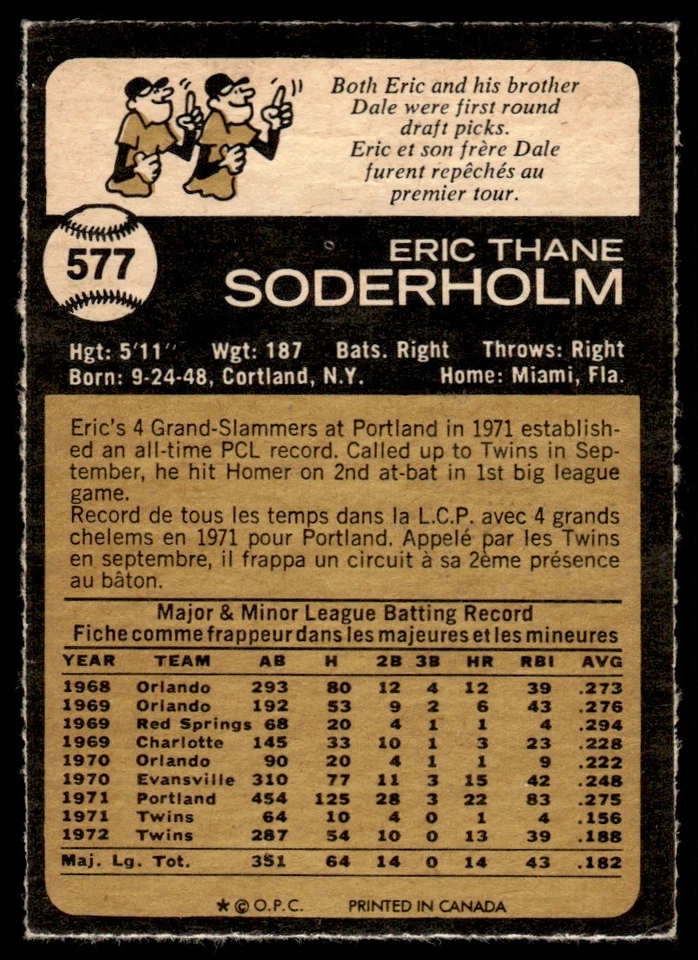 Both Eric and his brother
Dale were first round
draft picks.
Eric et son frère Dale
furent repêchés au
premier tour.
577
ERIC THANE
SODERHOLM
Hgt: 5'11" Wgt: 187 Bats. Right Throws: Right
Born: 9-24-48, Cortland, N.Y. Home: Miami, Fla.
Eric's 4 Grand-Slammers at Portland in 1971 establish-
ed an all-time PCL record. Called up to Twins in Sep-
tember, he hit Homer on 2nd at-bat in 1st big league
game.
Record de tous les temps dans la L.C.P. avec 4 grands
chelems en 1971 pour Portland. Appelé par les Twins
en septembre, il frappa un circuit à sa 2ème présence
au bâton.
Major & Minor League Batting Record
Fiche comme frappeur dans les majeures et les mineures
YEAR TEAM AB H 2B 3B HR RBI AVG
1968 Orlando 293 80 12 4 12 39 .273
1969 Orlando 192 53 9 2 6 43 .276
1969 Red Springs 68 20 4 1 1 4 .294
1969 Charlotte 145 33 10 1 3 23 .228
1970 Orlando 90 20 4 1 1 9 .222
1970 Evansville 310 77 11 3 15 42 .248
1971 Portland 454 125 28 3 22 83 .275
1971 Twins 64 10 4 0 1 4 .156
1972 Twins 287 54 10 0 13 39 .188
Maj. Lg. Tot. 351 64 14 0 14 43 .182
★ © O.P.C. PRINTED IN CANADA